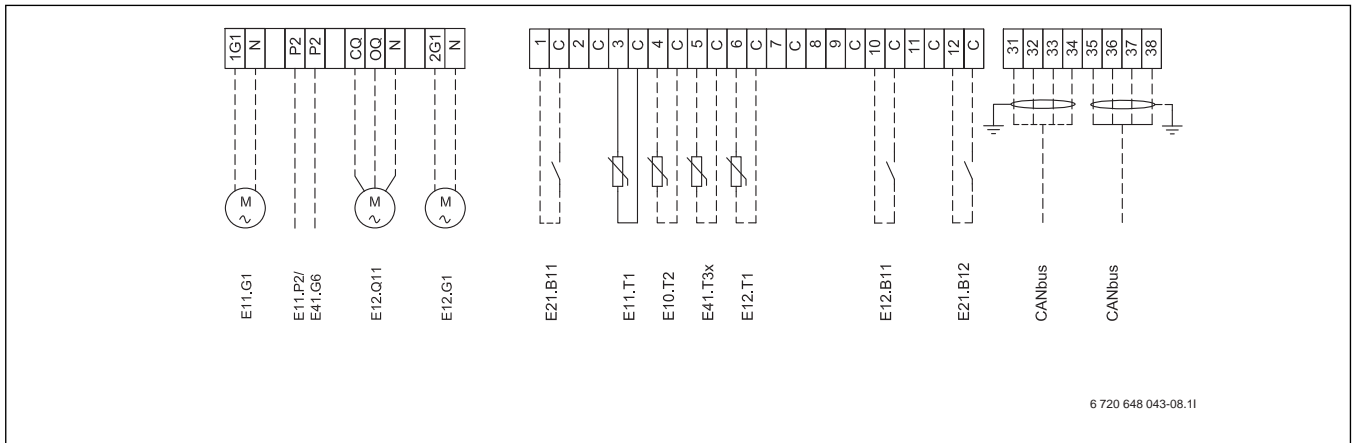 1G1 N P2 P2 CQ OQ N 2G1 N 1 C 2 C 3 C 4 C 5 C 6 C 7 C 8 9 C 10 C 11 C 12 C 31 32 33 34 35 36 37 38
M M M
E11.G1
E11.P2/
E41.G6
E12.Q11
E12.G1
E21.B11
E11.T1
E10.T2
E41.T3x
E12.T1
E12.B11
E21.B12
CANbus
CANbus
6 720 648 043-08.1I